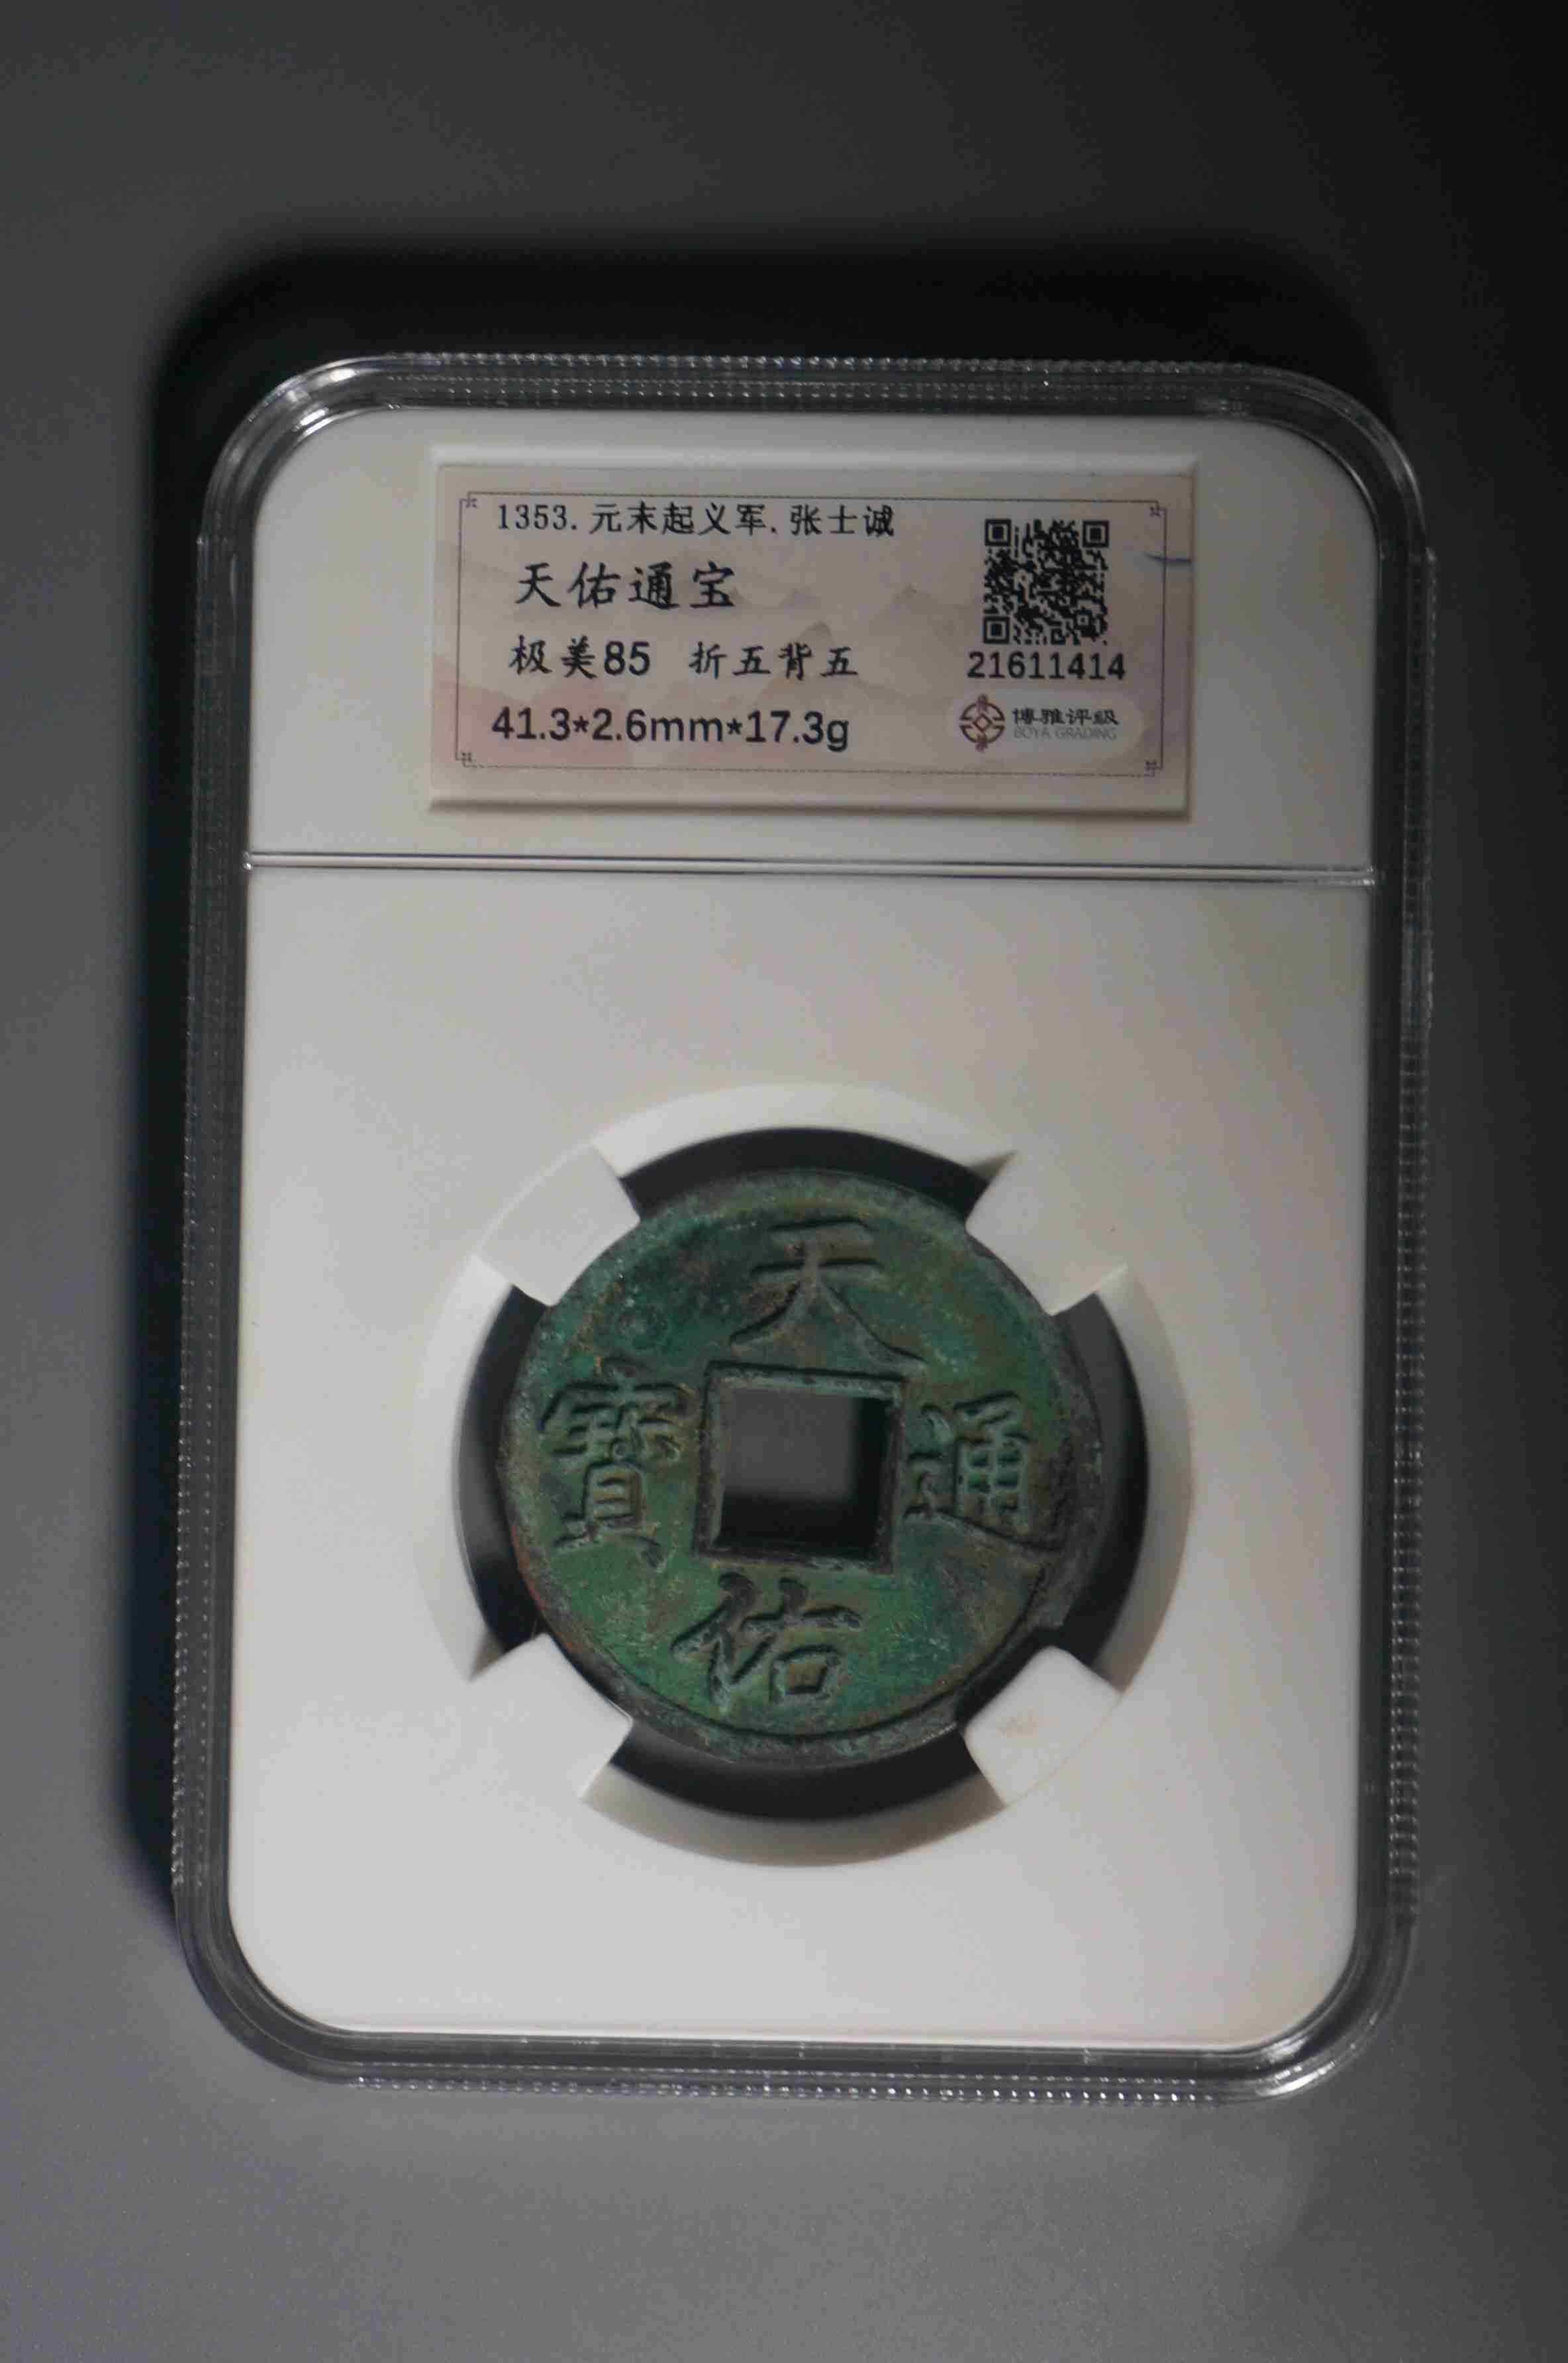 1353.元末起义军.张士诚
天佑通宝
极美85 折五背五
41.3*2.6mm*17.3g
21611414
博雅评级
BOYA GRADING
天佑通寳